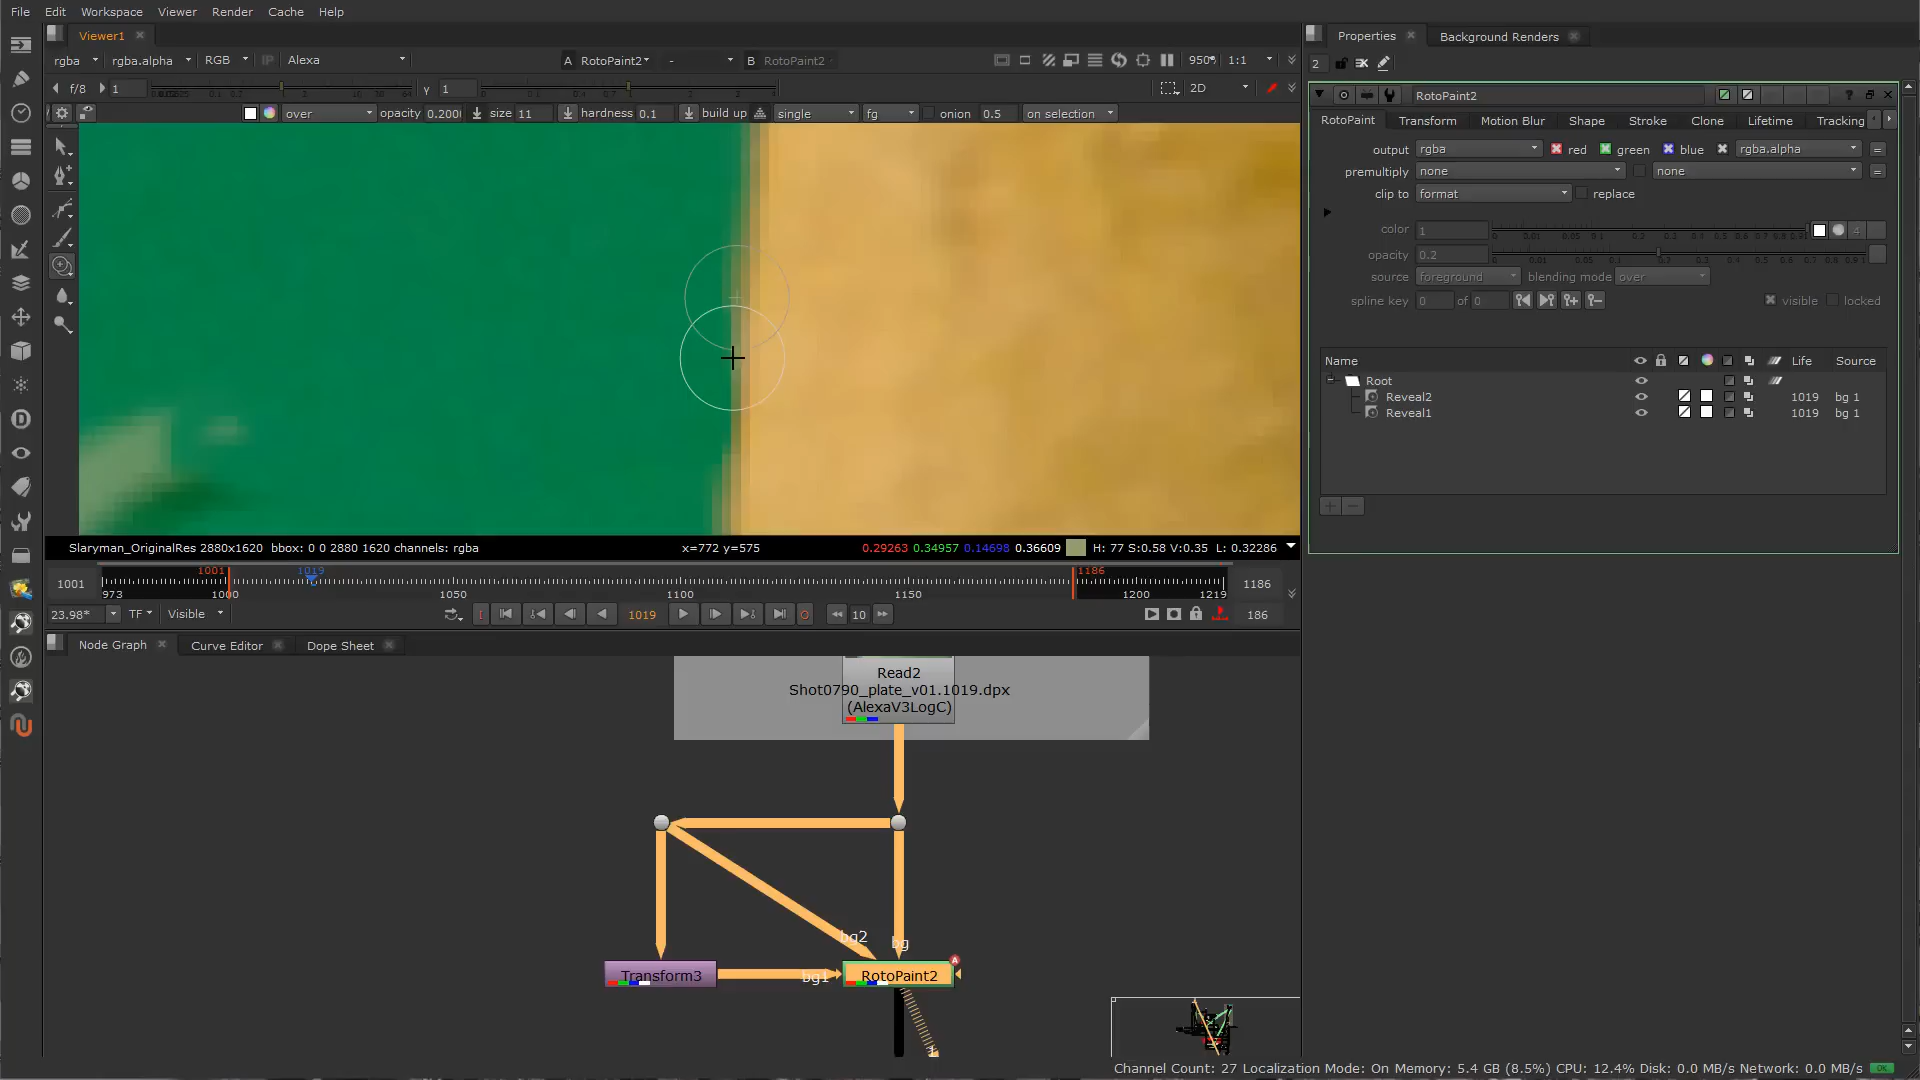 File Edit Workspace Viewer Render Cache Help
Viewer1
Properties Background Renders
rgba rgba.alpha RGB IP Alexa A RotoPaint2 - B RotoPaint2 950% 1:1
2
f/8 1 Y 1 2D
over opacity 0.200 size 11 hardness 0.1 build up single fg onion 0.5 on selection
RotoPaint2
RotoPaint Transform Motion Blur Shape Stroke Clone Lifetime Tracking
output rgba red green blue rgba.alpha =
premultiply none none =
clip to format replace
color 1 4
opacity 0.2
source foreground blending mode over
spline key 0 of 0 visible locked
Name Life Source
Root
Reveal2 1019 bg 1
Reveal1 1019 bg 1
Slaryman_OriginalRes 2880x1620 bbox: 0 0 2880 1620 channels: rgba x=772 y=575 0.29263 0.34957 0.14698 0.36609 H: 77 S:0.58 V:0.35 L: 0.32286
1001 1001 1019 1186 1186
973 1000 1050 1100 1150 1200 1219
23.98* TF Visible 1019 10 186
Node Graph Curve Editor Dope Sheet
Read2
Shot0790_plate_v01.1019.dpx
(AlexaV3LogC)
bg2 bg
Transform3 bg1 RotoPaint2 A
Channel Count: 27 Localization Mode: On Memory: 5.4 GB (8.5%) CPU: 12.4% Disk: 0.0 MB/s Network: 0.0 MB/s